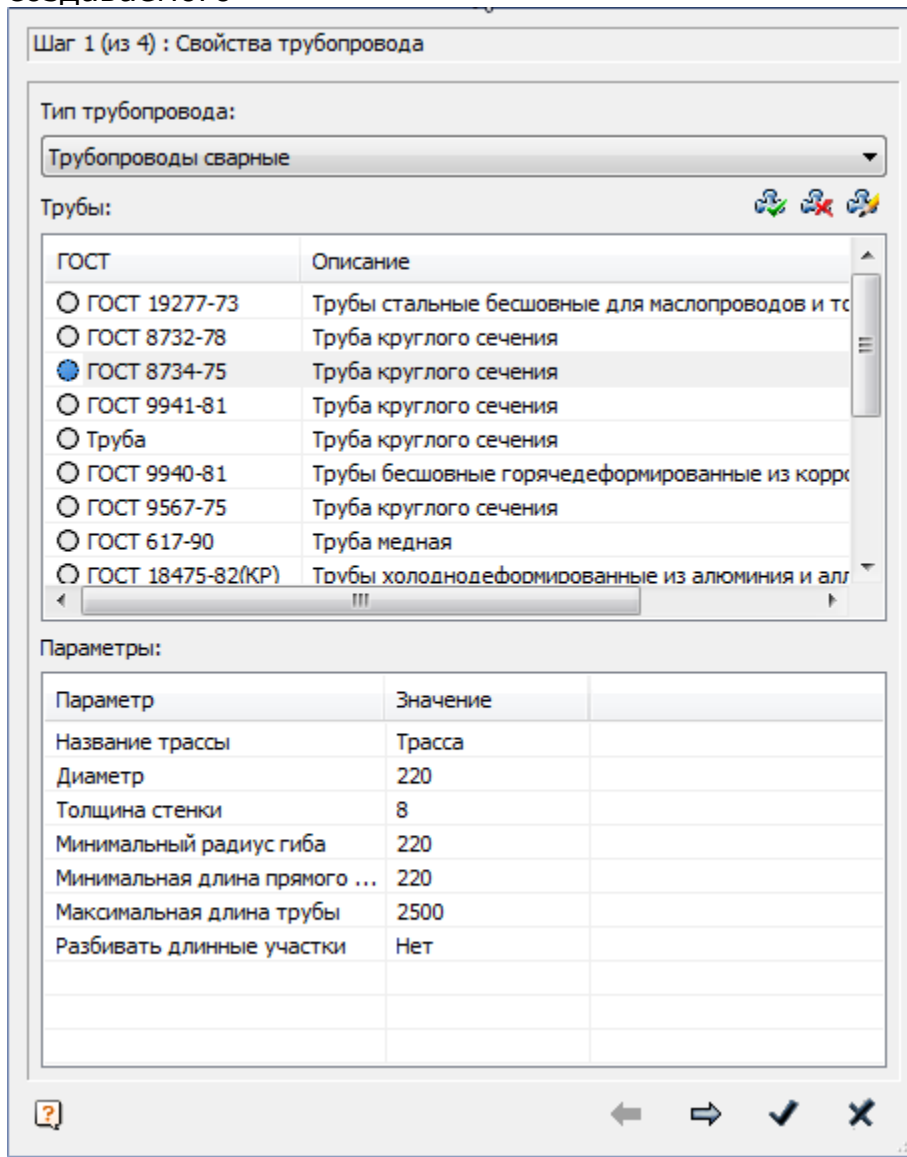 Шаг 1 (из 4) : Свойства трубопровода
Тип трубопровода:
Трубопроводы сварные
Трубы:
ГОСТ Описание
ГОСТ 19277-73 Трубы стальные бесшовные для маслопроводов и
ГОСТ 8732-78 Труба круглого сечения
ГОСТ 8734-75 Труба круглого сечения
ГОСТ 9941-81 Труба круглого сечения
Труба Труба круглого сечения
ГОСТ 9940-81 Трубы бесшовные горячедеформированные из
ГОСТ 9567-75 Труба круглого сечения
ГОСТ 617-90 Труба медная
ГОСТ 18475-82(КР) Трубы холоднодеформированные из алюминия и
Параметры:
Параметр Значение
Название трассы Трасса
Диаметр 220
Толщина стенки 8
Минимальный радиус гиба 220
Минимальная длина прямого ... 220
Максимальная длина трубы 2500
Разбивать длинные участки Нет